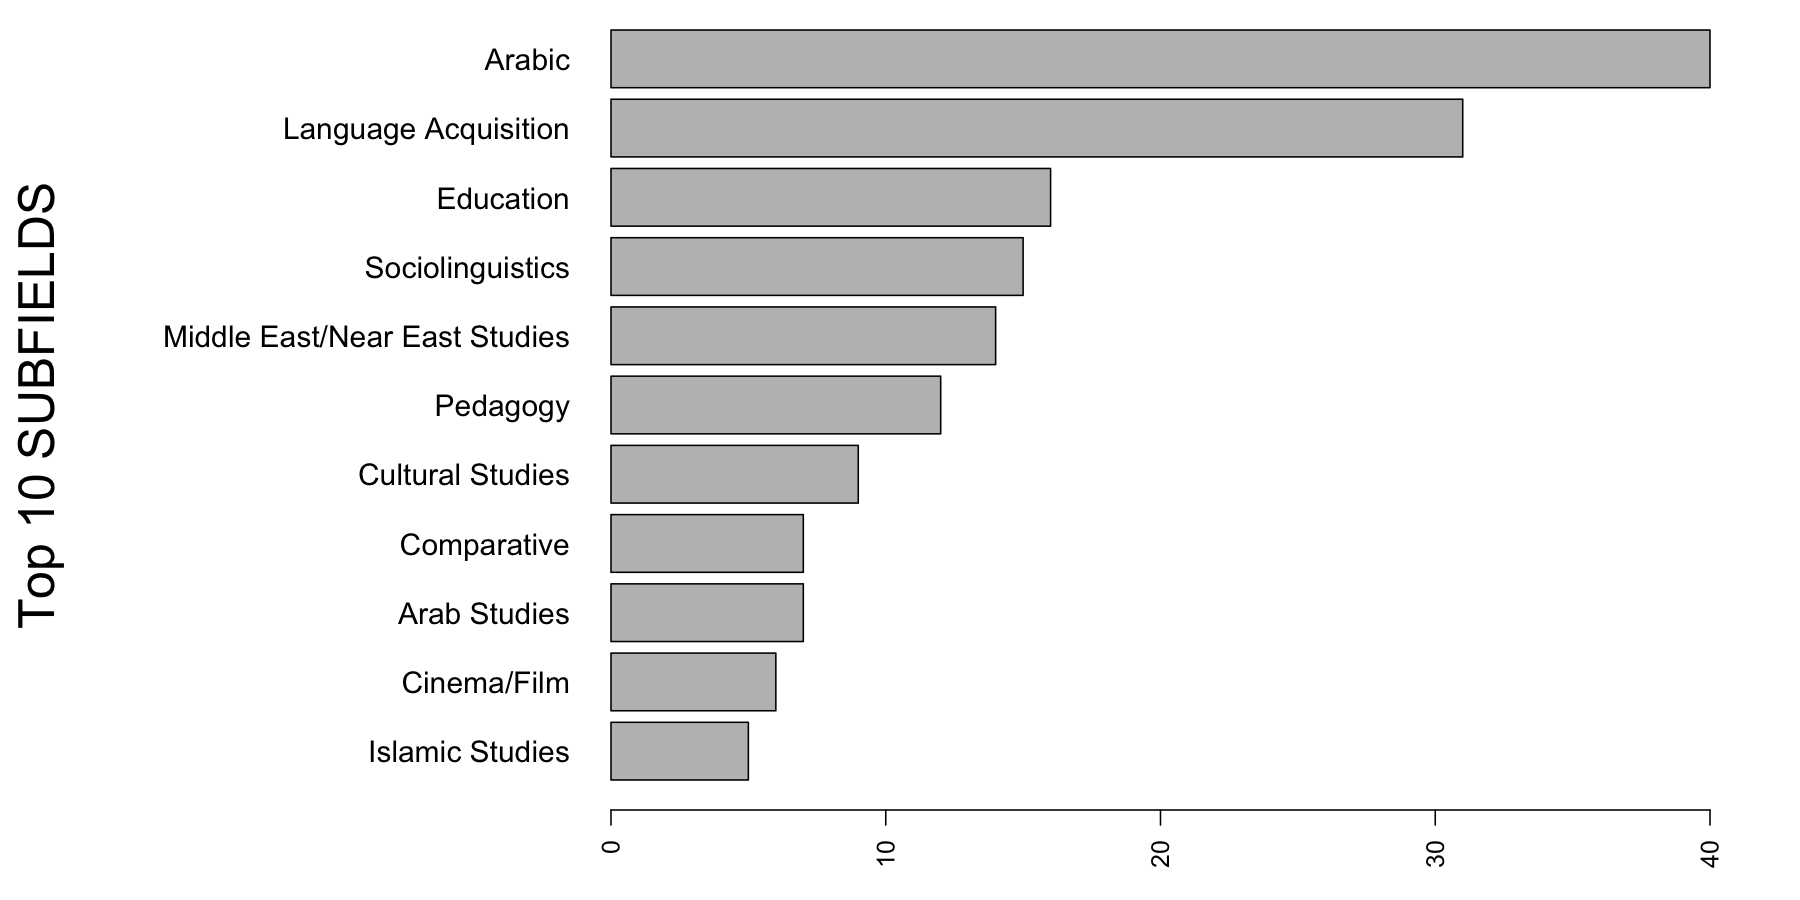 Top 10 SUBFIELDS
Arabic
Language Acquisition
Education
Sociolinguistics
Middle East/Near East Studies
Pedagogy
Cultural Studies
Comparative
Arab Studies
Cinema/Film
Islamic Studies
0 10 20 30 40